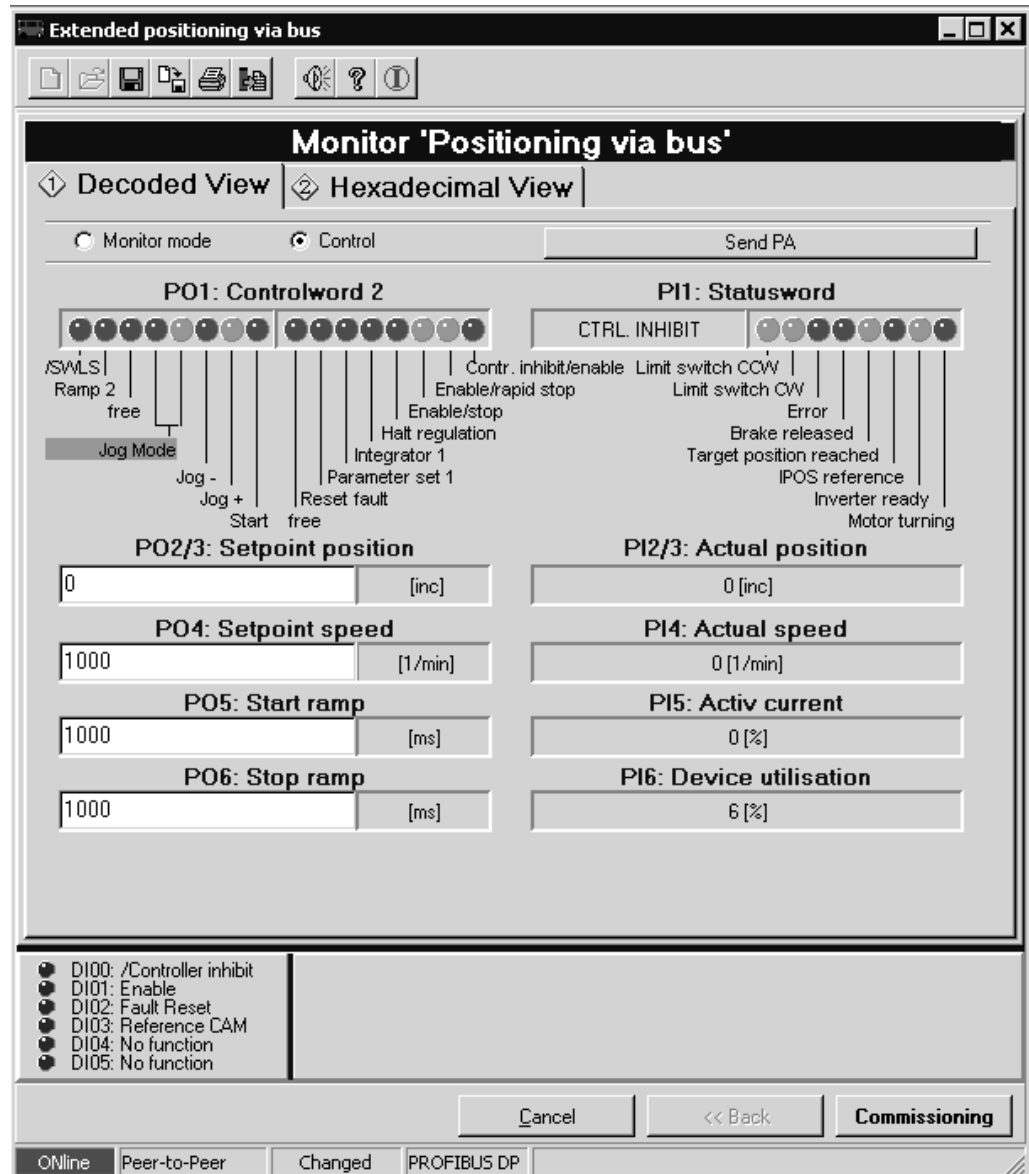 Extended positioning via bus
Monitor 'Positioning via bus'
1 Decoded View
2 Hexadecimal View
Monitor mode
Control
Send PA
PO1: Controlword 2
/SWLS
Ramp 2
free
Jog Mode
Jog -
Jog +
Start
free
Reset fault
Parameter set 1
Integrator 1
Halt regulation
Enable/stop
Enable/rapid stop
Contr. inhibit/enable
PI1: Statusword
CTRL. INHIBIT
Limit switch CCW
Limit switch CW
Error
Brake released
Target position reached
IPOS reference
Inverter ready
Motor turning
PO2/3: Setpoint position
0 [inc]
PI2/3: Actual position
0 [inc]
PO4: Setpoint speed
1000 [1/min]
PI4: Actual speed
0 [1/min]
PO5: Start ramp
1000 [ms]
PI5: Activ current
0 [%]
PO6: Stop ramp
1000 [ms]
PI6: Device utilisation
6 [%]
DI00: /Controller inhibit
DI01: Enable
DI02: Fault Reset
DI03: Reference CAM
DI04: No function
DI05: No function
Cancel
<< Back
Commissioning
ONline
Peer-to-Peer
Changed
PROFIBUS DP